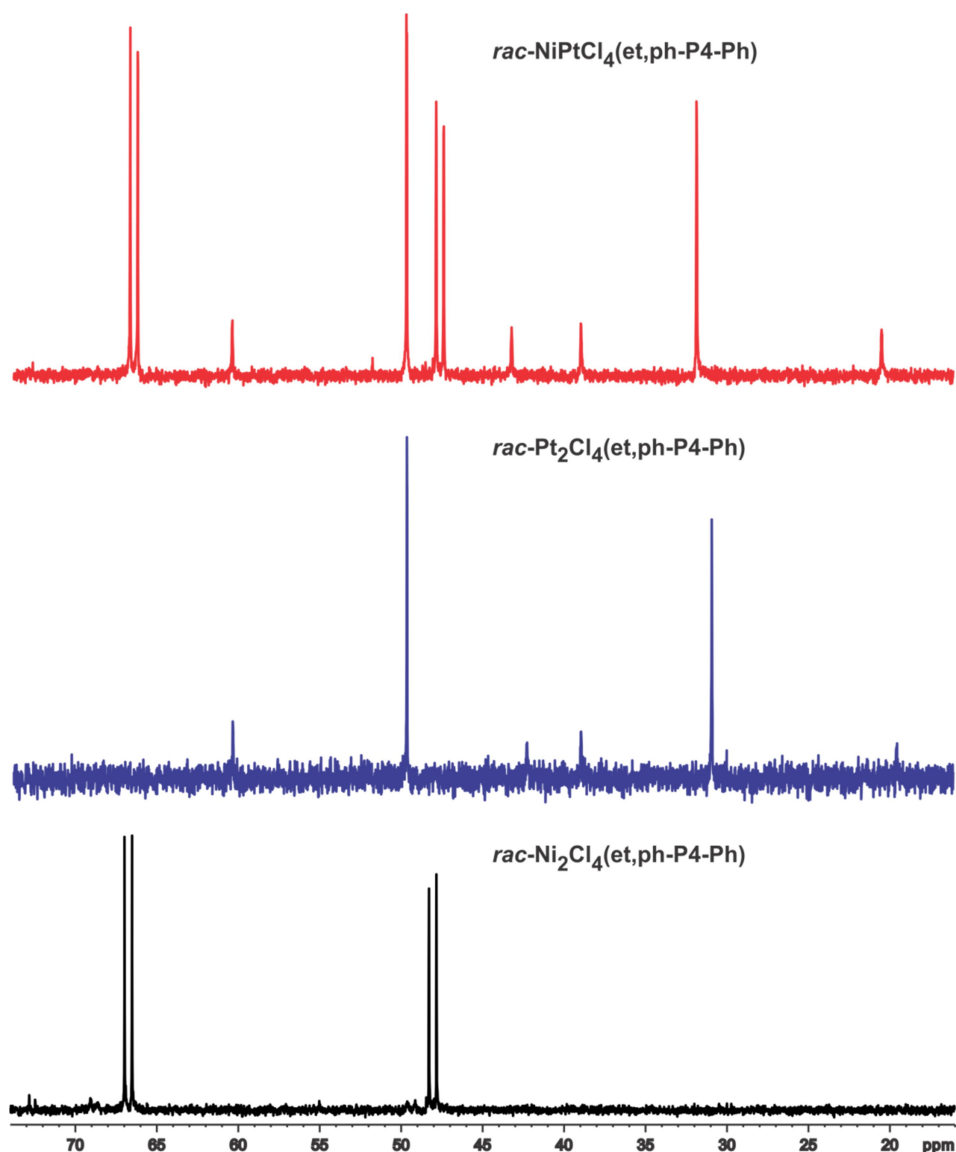 rac-NiPtCl4(et,ph-P4-Ph)
rac-Pt2Cl4(et,ph-P4-Ph)
rac-Ni2Cl4(et,ph-P4-Ph)
70 65 60 55 50 45 40 35 30 25 20 ppm